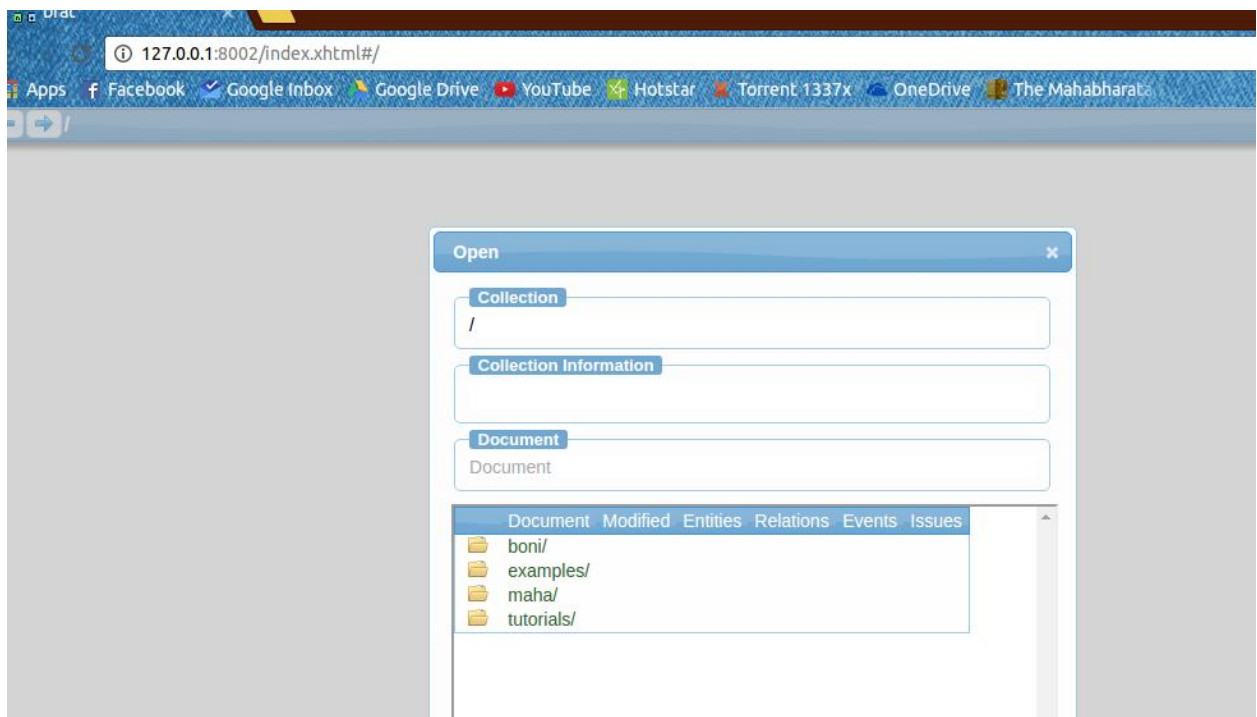 brat ×
127.0.0.1:8002/index.xhtml#/
Apps Facebook Google Inbox Google Drive YouTube Hotstar Torrent 1337x OneDrive The Mahabharata
/
Open ×
Collection
/
Collection Information
Document
Document
Document Modified Entities Relations Events Issues
boni/
examples/
maha/
tutorials/